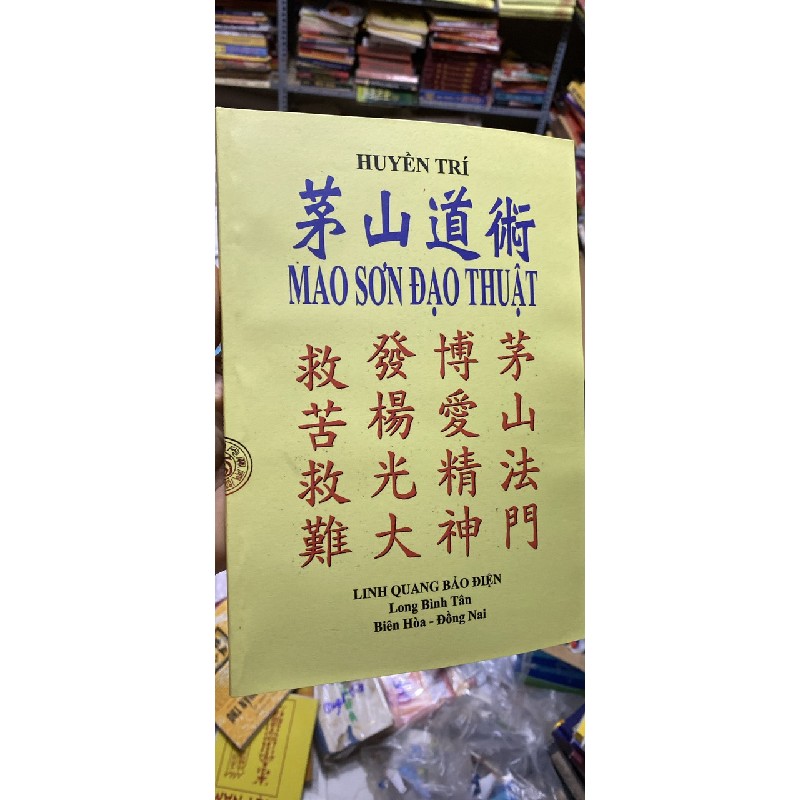 HUYỀN TRÍ
茅山道術
MAO SƠN ĐẠO THUẬT
茅山法門
博愛精神
發楊光大
救苦救難
LINH QUANG BẢO ĐIỆN
Long Bình Tân
Biên Hòa - Đồng Nai